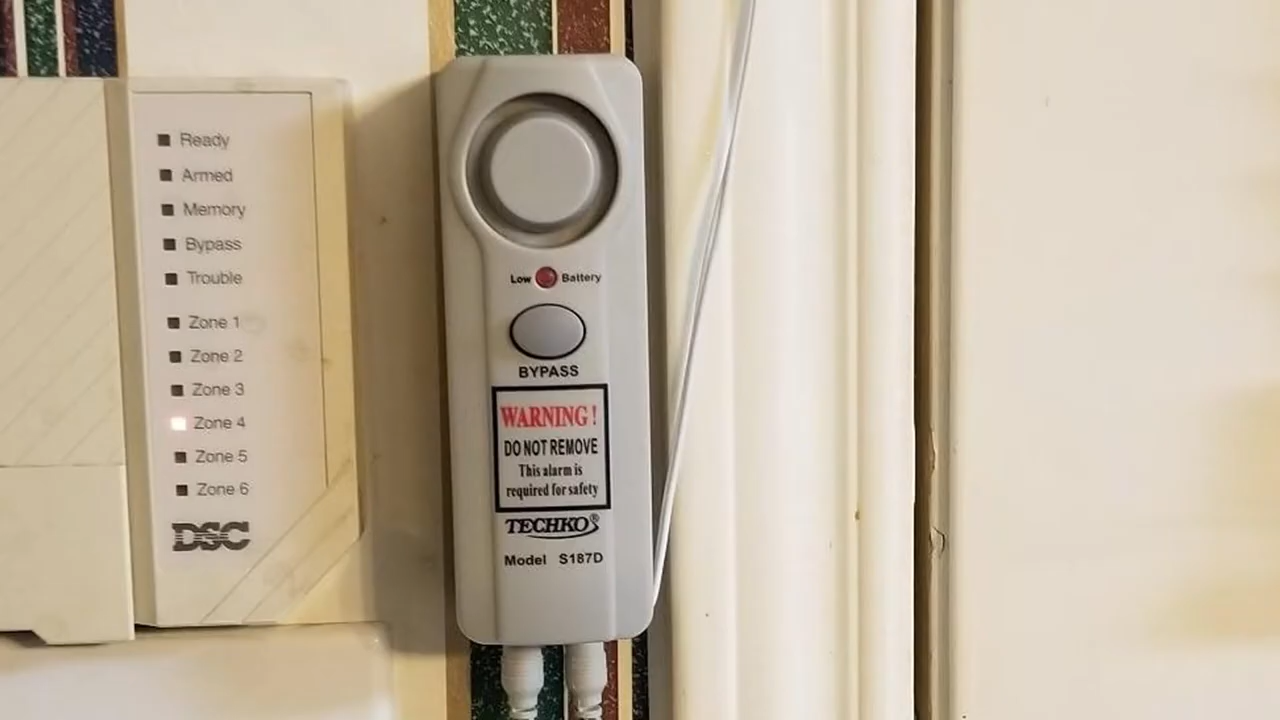 Ready
Armed
Memory
Bypass
Trouble
Zone 1
Zone 2
Zone 3
Zone 4
Zone 5
Zone 6
DSC
Low Battery
BYPASS
WARNING!
DO NOT REMOVE
This alarm is
required for safety
TECHKO®
Model S187D